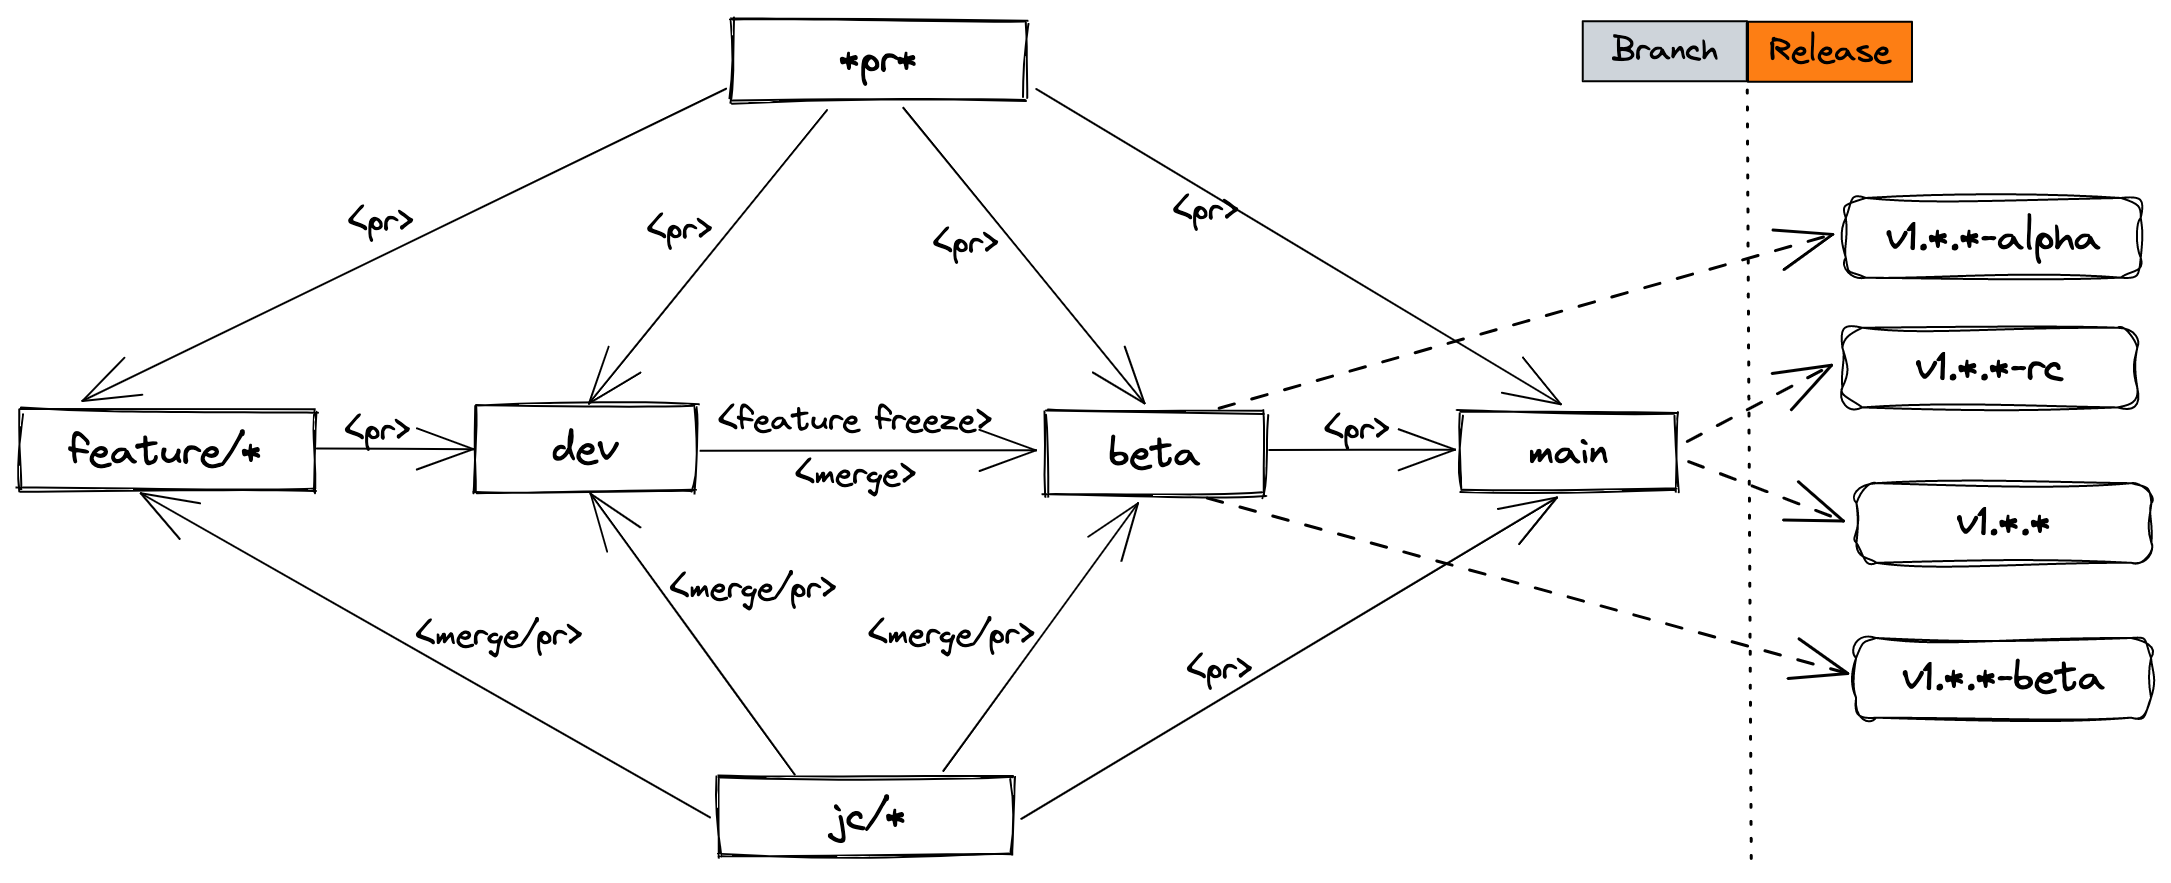 *pr*
Branch
Release
<pr>
<pr>
<pr>
<pr>
v1.*.*-alpha
v1.*.*-rc
feature/*
<pr>
dev
<feature freeze>
<merge>
beta
<pr>
main
v1.*.*
<merge/pr>
<merge/pr>
<merge/pr>
<pr>
v1.*.*-beta
jc/*